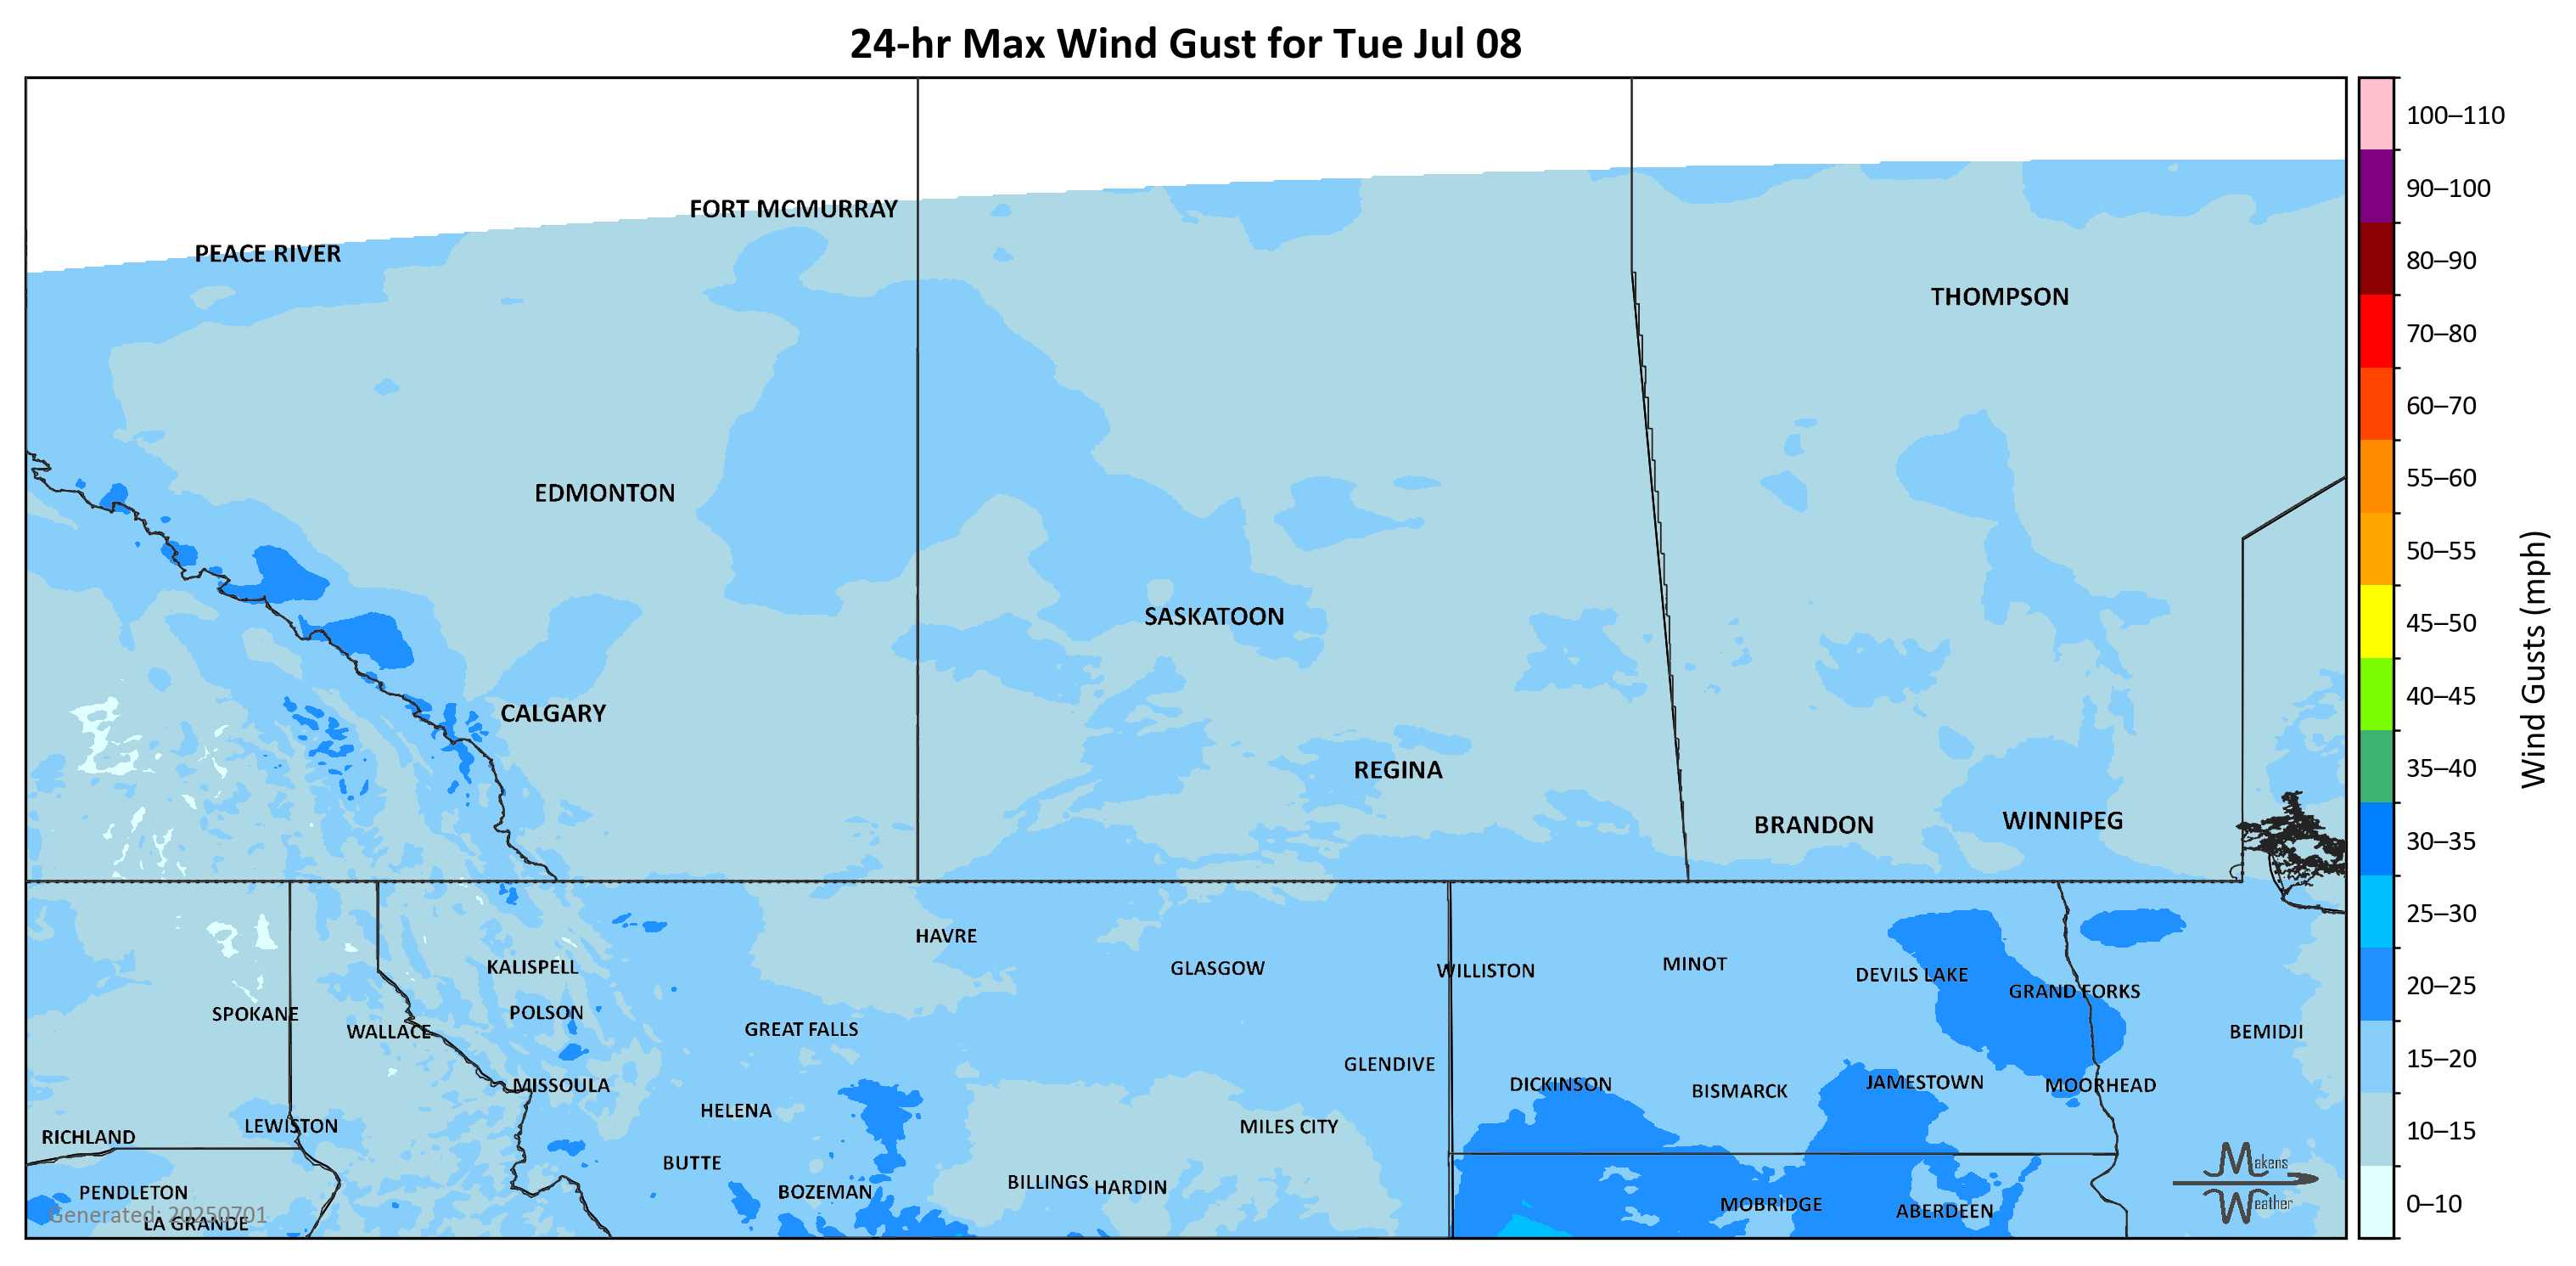 24-hr Max Wind Gust for Tue Jul 08
100–110
90–100
80–90
70–80
60–70
55–60
50–55
45–50
40–45
35–40
30–35
25–30
20–25
15–20
10–15
0–10
Wind Gusts (mph)
FORT MCMURRAY
PEACE RIVER
THOMPSON
EDMONTON
SASKATOON
CALGARY
REGINA
BRANDON
WINNIPEG
HAVRE
KALISPELL
GLASGOW
WILLISTON
MINOT
DEVILS LAKE
GRAND FORKS
SPOKANE
POLSON
WALLACE
GREAT FALLS
BEMIDJI
GLENDIVE
MISSOULA
DICKINSON
BISMARCK
JAMESTOWN
MOORHEAD
HELENA
LEWISTON
MILES CITY
RICHLAND
BUTTE
PENDLETON
BOZEMAN
BILLINGS
HARDIN
MOBRIDGE
ABERDEEN
Generated: 20250701
LA GRANDE
Makens
Weather